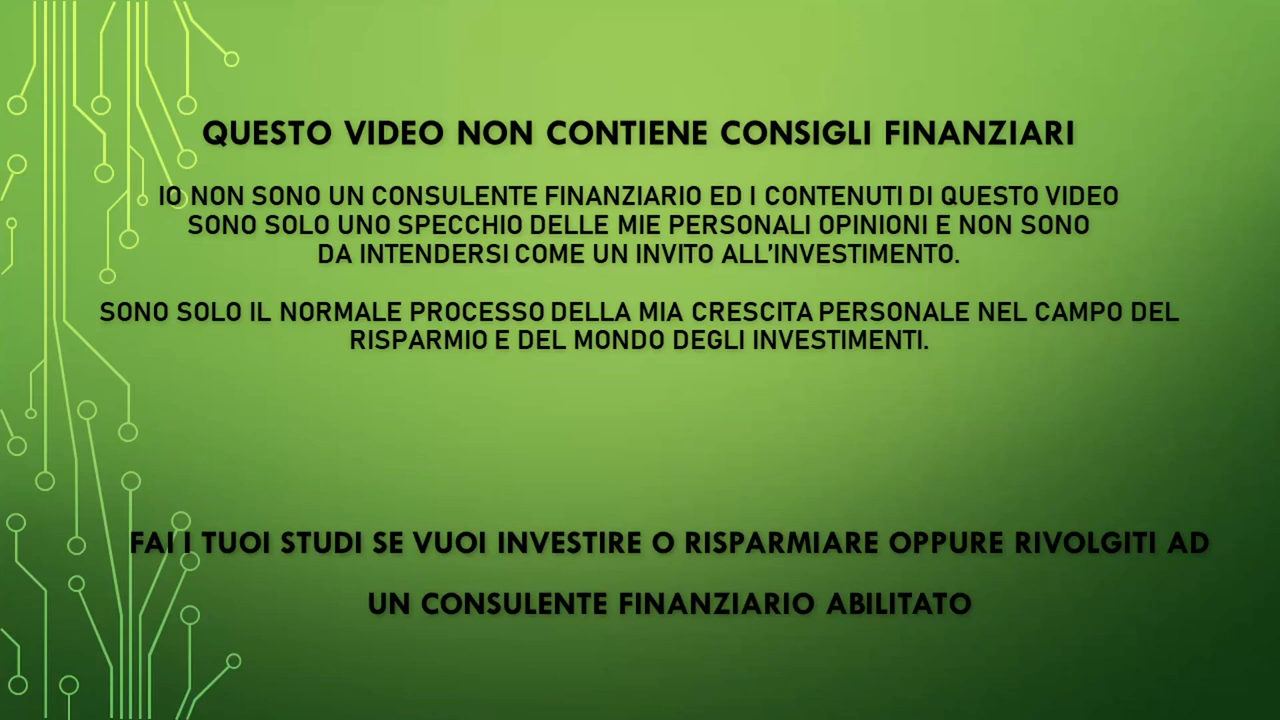 QUESTO VIDEO NON CONTIENE CONSIGLI FINANZIARI
IO NON SONO UN CONSULENTE FINANZIARIO ED I CONTENUTI DI QUESTO VIDEO
SONO SOLO UNO SPECCHIO DELLE MIE PERSONALI OPINIONI E NON SONO
DA INTENDERSI COME UN INVITO ALL'INVESTIMENTO.
SONO SOLO IL NORMALE PROCESSO DELLA MIA CRESCITA PERSONALE NEL CAMPO DEL
RISPARMIO E DEL MONDO DEGLI INVESTIMENTI.
FAI I TUOI STUDI SE VUOI INVESTIRE O RISPARMIARE OPPURE RIVOLGITI AD
UN CONSULENTE FINANZIARIO ABILITATO